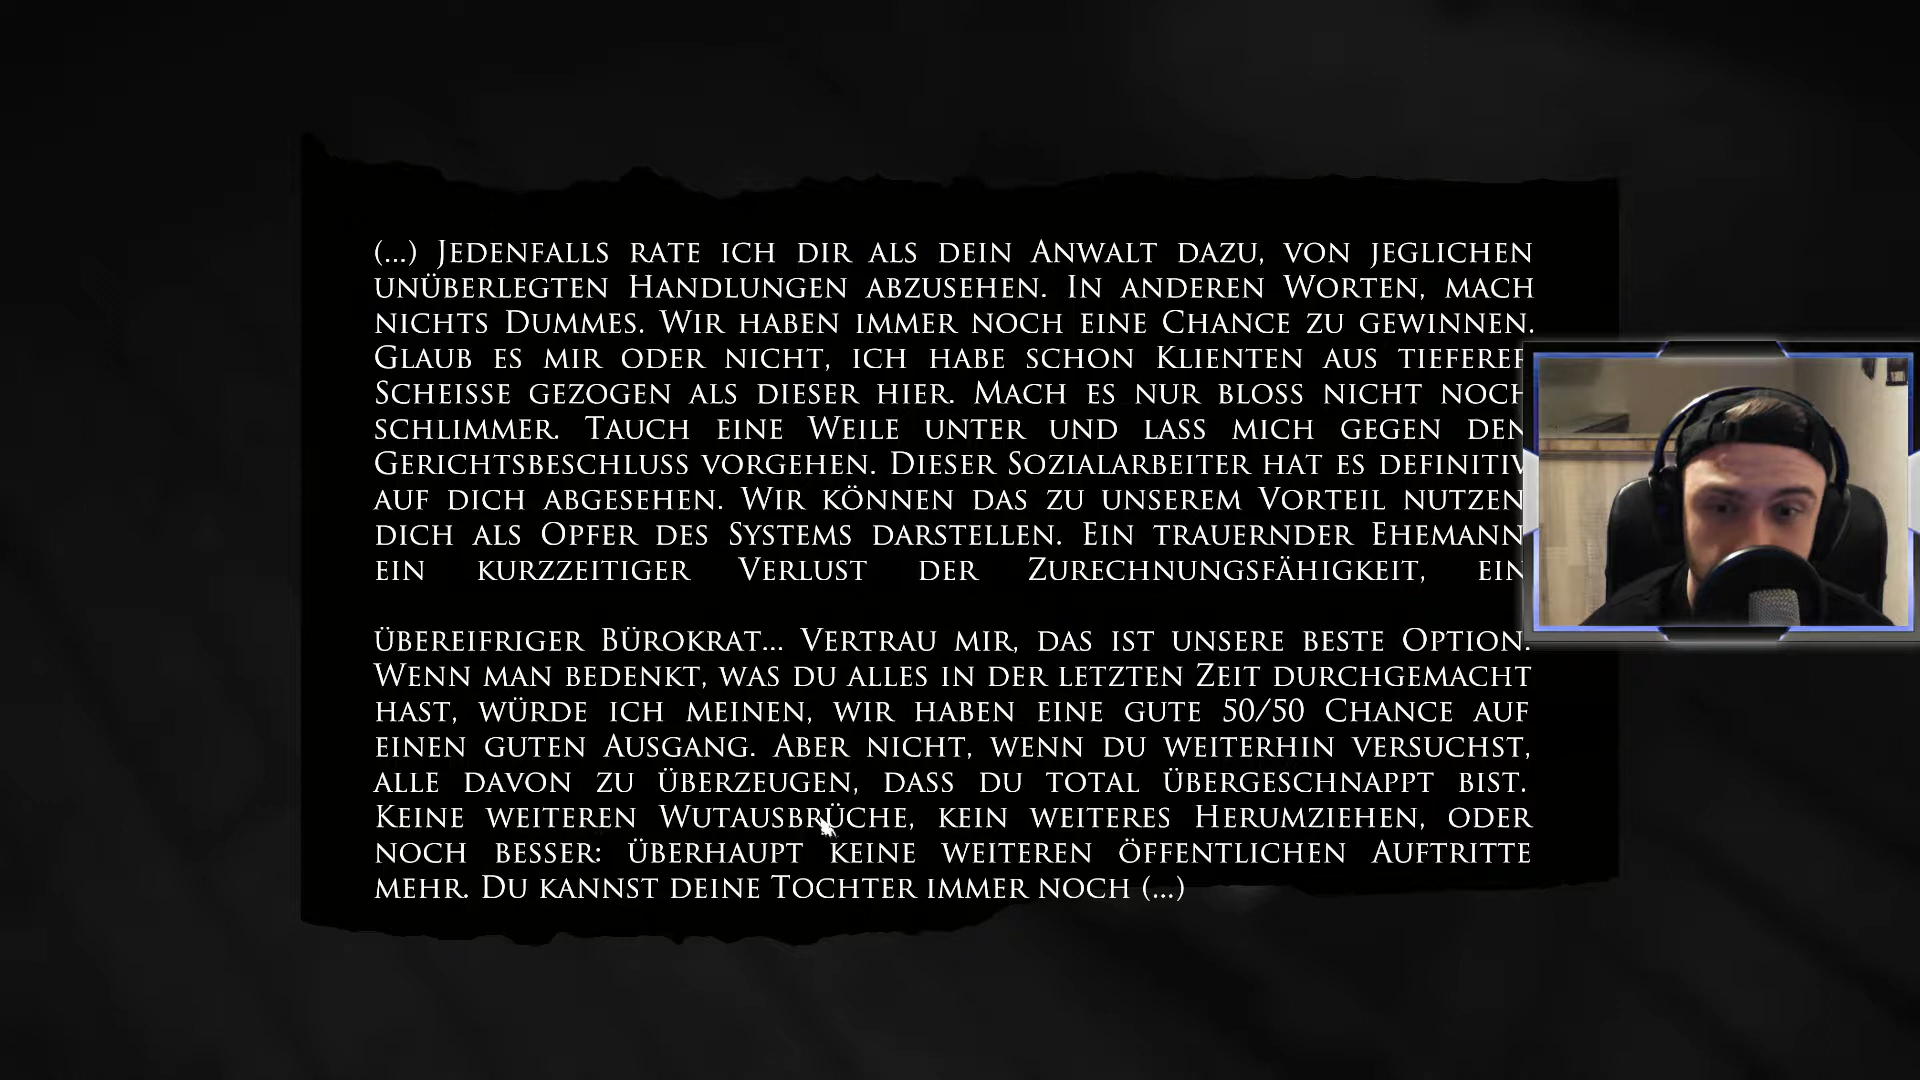 (...) Jedenfalls rate ich dir als dein Anwalt dazu, von jeglichen
unüberlegten Handlungen abzusehen. In anderen Worten, mach
nichts Dummes. Wir haben immer noch eine Chance zu gewinnen.
Glaub es mir oder nicht, ich habe schon Klienten aus tieferer
Scheisse gezogen als dieser hier. Mach es nur bloss nicht noch
schlimmer. Tauch eine Weile unter und lass mich gegen den
Gerichtsbeschluss vorgehen. Dieser Sozialarbeiter hat es definitiv
auf dich abgesehen. Wir können das zu unserem Vorteil nutzen
dich als Opfer des Systems darstellen. Ein trauernder Ehemann
ein kurzzeitiger Verlust der Zurechnungsfähigkeit, ein
übereifriger Bürokrat... Vertrau mir, das ist unsere beste Option.
Wenn man bedenkt, was du alles in der letzten Zeit durchgemacht
hast, würde ich meinen, wir haben eine gute 50/50 Chance auf
einen guten Ausgang. Aber nicht, wenn du weiterhin versuchst,
alle davon zu überzeugen, dass du total übergeschnappt bist.
Keine weiteren Wutausbrüche, kein weiteres Herumziehen, oder
noch besser: überhaupt keine weiteren öffentlichen Auftritte
mehr. Du kannst deine Tochter immer noch (...)